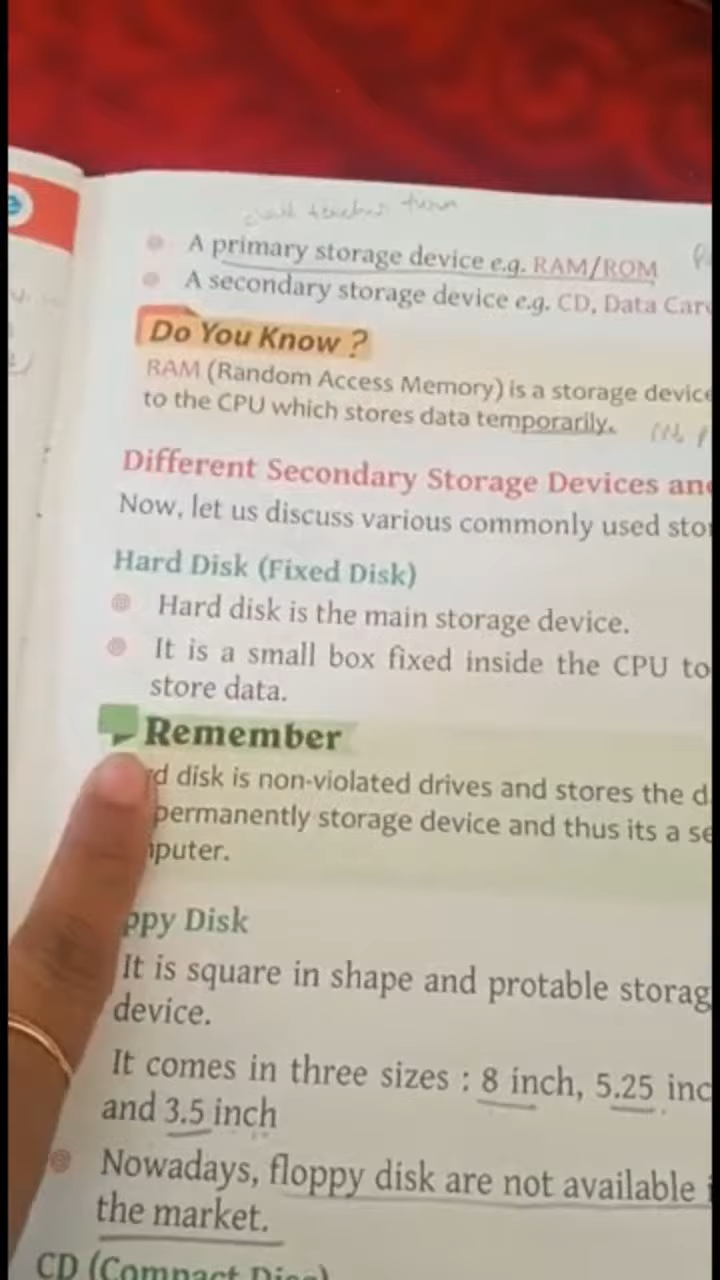 A primary storage device e.g. RAM/ROM
A secondary storage device e.g. CD, Data Car
Do You Know ?
RAM (Random Access Memory) is a storage device
to the CPU which stores data temporarily.
Different Secondary Storage Devices an
Now, let us discuss various commonly used sto
Hard Disk (Fixed Disk)
Hard disk is the main storage device.
It is a small box fixed inside the CPU to
store data.
Remember
rd disk is non-violated drives and stores the d
permanently storage device and thus its a se
puter.
ppy Disk
It is square in shape and protable storag
device.
It comes in three sizes : 8 inch, 5.25 inc
and 3.5 inch
Nowadays, floppy disk are not available i
the market.
CD (Compact Disc)